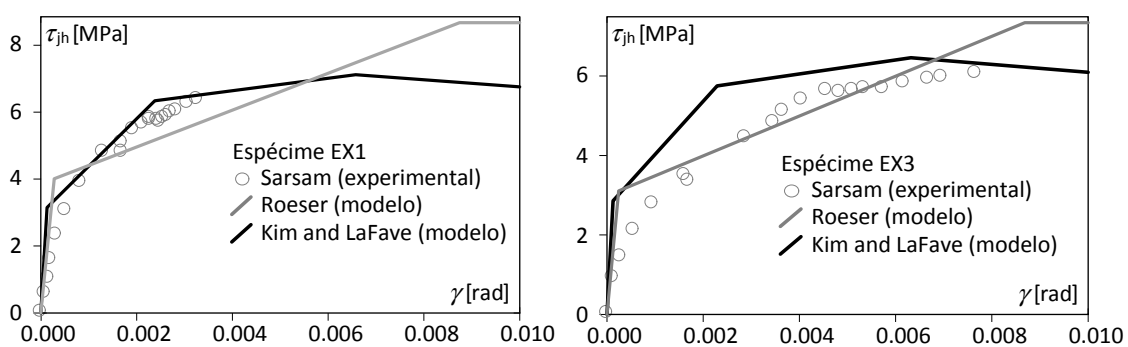 τjh [MPa]
8
6
4
2
0
Espécime EX1
Sarsam (experimental)
Roeser (modelo)
Kim and LaFave (modelo)
γ [rad]
0.000 0.002 0.004 0.006 0.008 0.010
τjh [MPa]
6
4
2
0
Espécime EX3
Sarsam (experimental)
Roeser (modelo)
Kim and LaFave (modelo)
γ [rad]
0.000 0.002 0.004 0.006 0.008 0.010